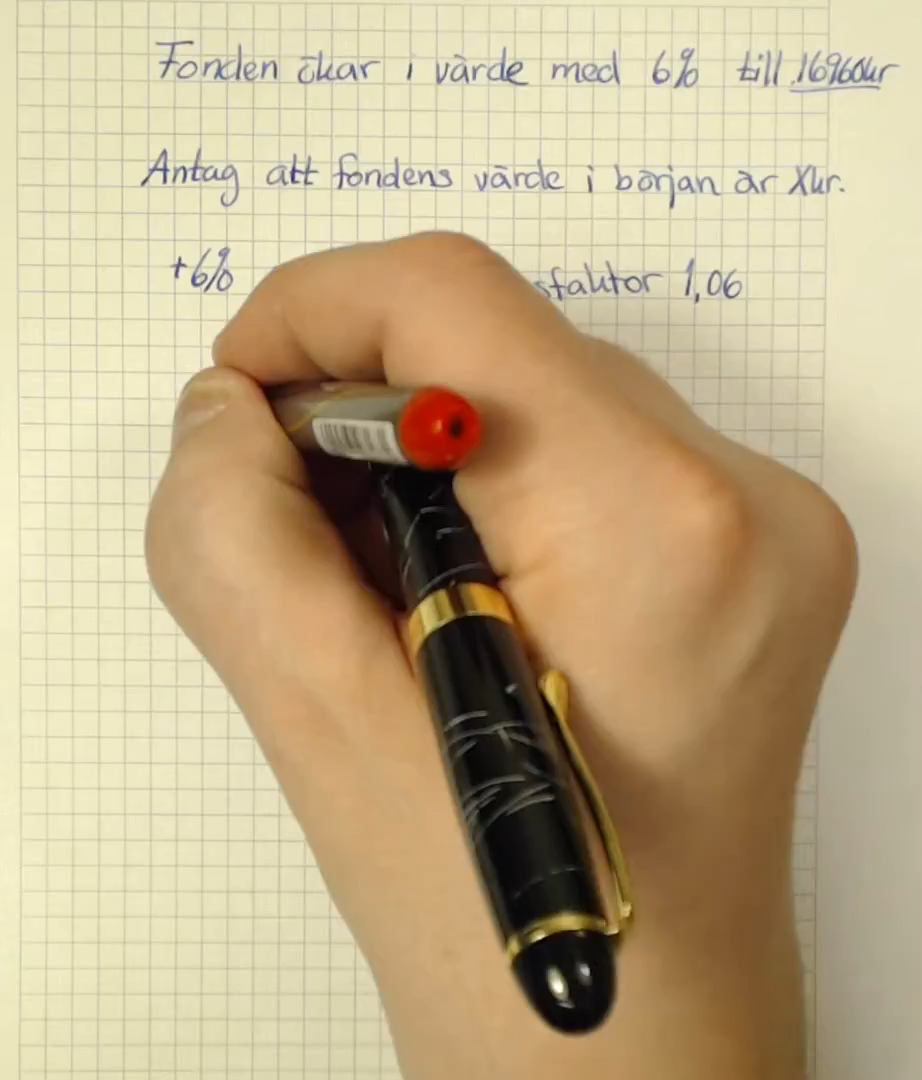 Fonden ökar i värde med 6% till 16960kr
Antag att fondens värde i början är Xkr.
+6% sfaktor 1,06